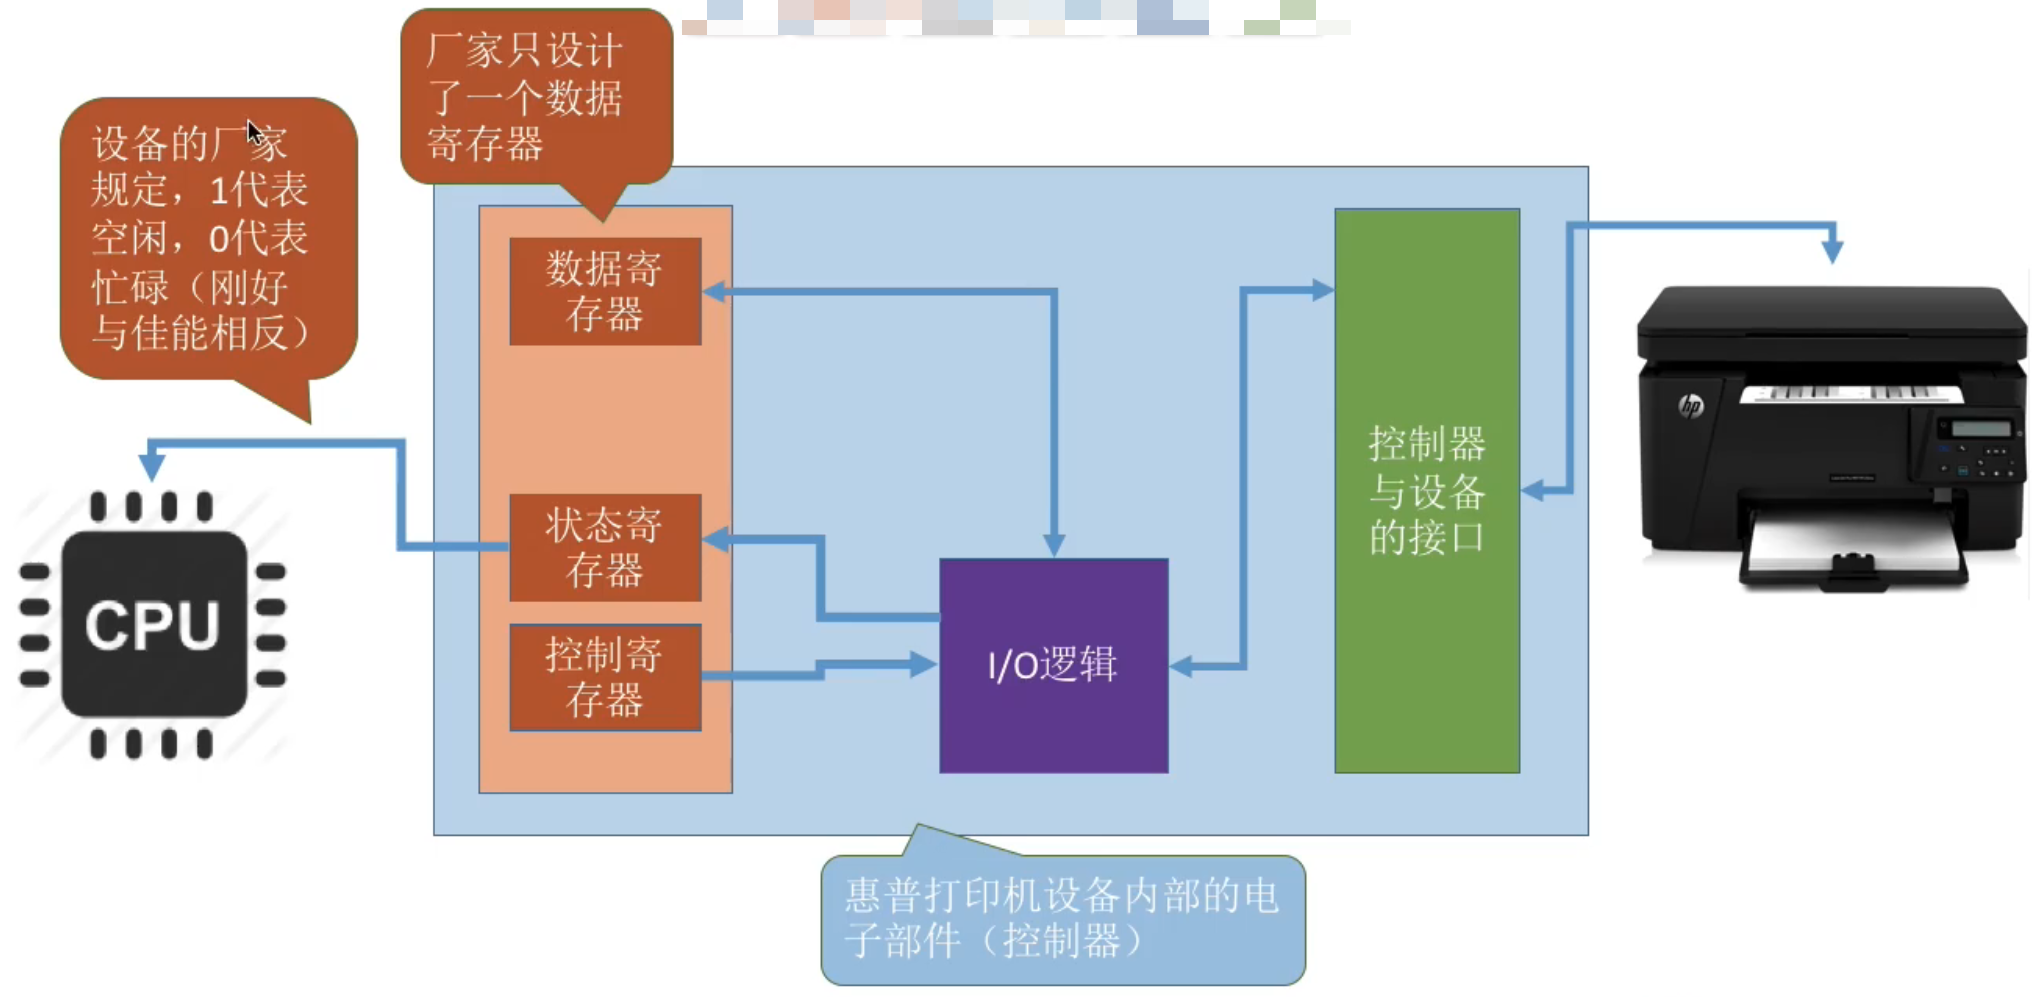 厂家只设计
了一个数据
寄存器
设备的厂家
规定，1代表
空闲，0代表
忙碌（刚好
与佳能相反）
数据寄
存器
状态寄
存器
控制寄
存器
CPU
I/O逻辑
控制器
与设备
的接口
hp
惠普打印机设备内部的电
子部件（控制器）